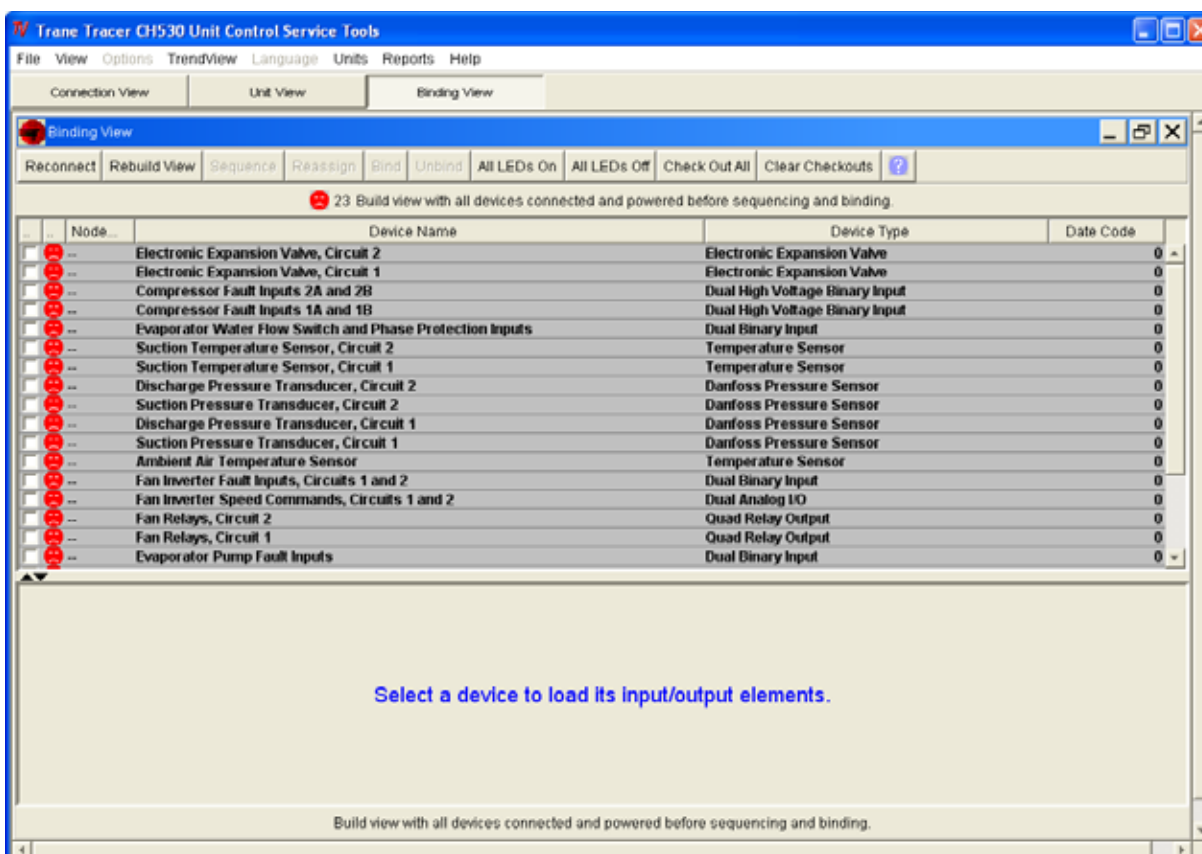 Trane Tracer CH530 Unit Control Service Tools
File View Options TrendView Language Units Reports Help
Connection View Unit View Binding View
Binding View
Reconnect Rebuild View Sequence Reassign Bind Unbind All LEDs On All LEDs Off Check Out All Clear Checkouts ?
23 Build view with all devices connected and powered before sequencing and binding.
.. .. Node... Device Name Device Type Date Code
-- Electronic Expansion Valve, Circuit 2 Electronic Expansion Valve 0
-- Electronic Expansion Valve, Circuit 1 Electronic Expansion Valve 0
-- Compressor Fault Inputs 2A and 2B Dual High Voltage Binary Input 0
-- Compressor Fault Inputs 1A and 1B Dual High Voltage Binary Input 0
-- Evaporator Water Flow Switch and Phase Protection Inputs Dual Binary Input 0
-- Suction Temperature Sensor, Circuit 2 Temperature Sensor 0
-- Suction Temperature Sensor, Circuit 1 Temperature Sensor 0
-- Discharge Pressure Transducer, Circuit 2 Danfoss Pressure Sensor 0
-- Suction Pressure Transducer, Circuit 2 Danfoss Pressure Sensor 0
-- Discharge Pressure Transducer, Circuit 1 Danfoss Pressure Sensor 0
-- Suction Pressure Transducer, Circuit 1 Danfoss Pressure Sensor 0
-- Ambient Air Temperature Sensor Temperature Sensor 0
-- Fan Inverter Fault Inputs, Circuits 1 and 2 Dual Binary Input 0
-- Fan Inverter Speed Commands, Circuits 1 and 2 Dual Analog I/O 0
-- Fan Relays, Circuit 2 Quad Relay Output 0
-- Fan Relays, Circuit 1 Quad Relay Output 0
-- Evaporator Pump Fault Inputs Dual Binary Input 0
Select a device to load its input/output elements.
Build view with all devices connected and powered before sequencing and binding.